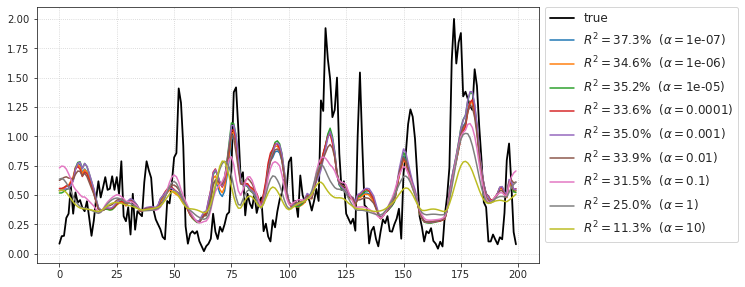 2.00
1.75
1.50
1.25
1.00
0.75
0.50
0.25
0.00
0 25 50 75 100 125 150 175 200
true
R² = 37.3% (α = 1e-07)
R² = 34.6% (α = 1e-06)
R² = 35.2% (α = 1e-05)
R² = 33.6% (α = 0.0001)
R² = 35.0% (α = 0.001)
R² = 33.9% (α = 0.01)
R² = 31.5% (α = 0.1)
R² = 25.0% (α = 1)
R² = 11.3% (α = 10)